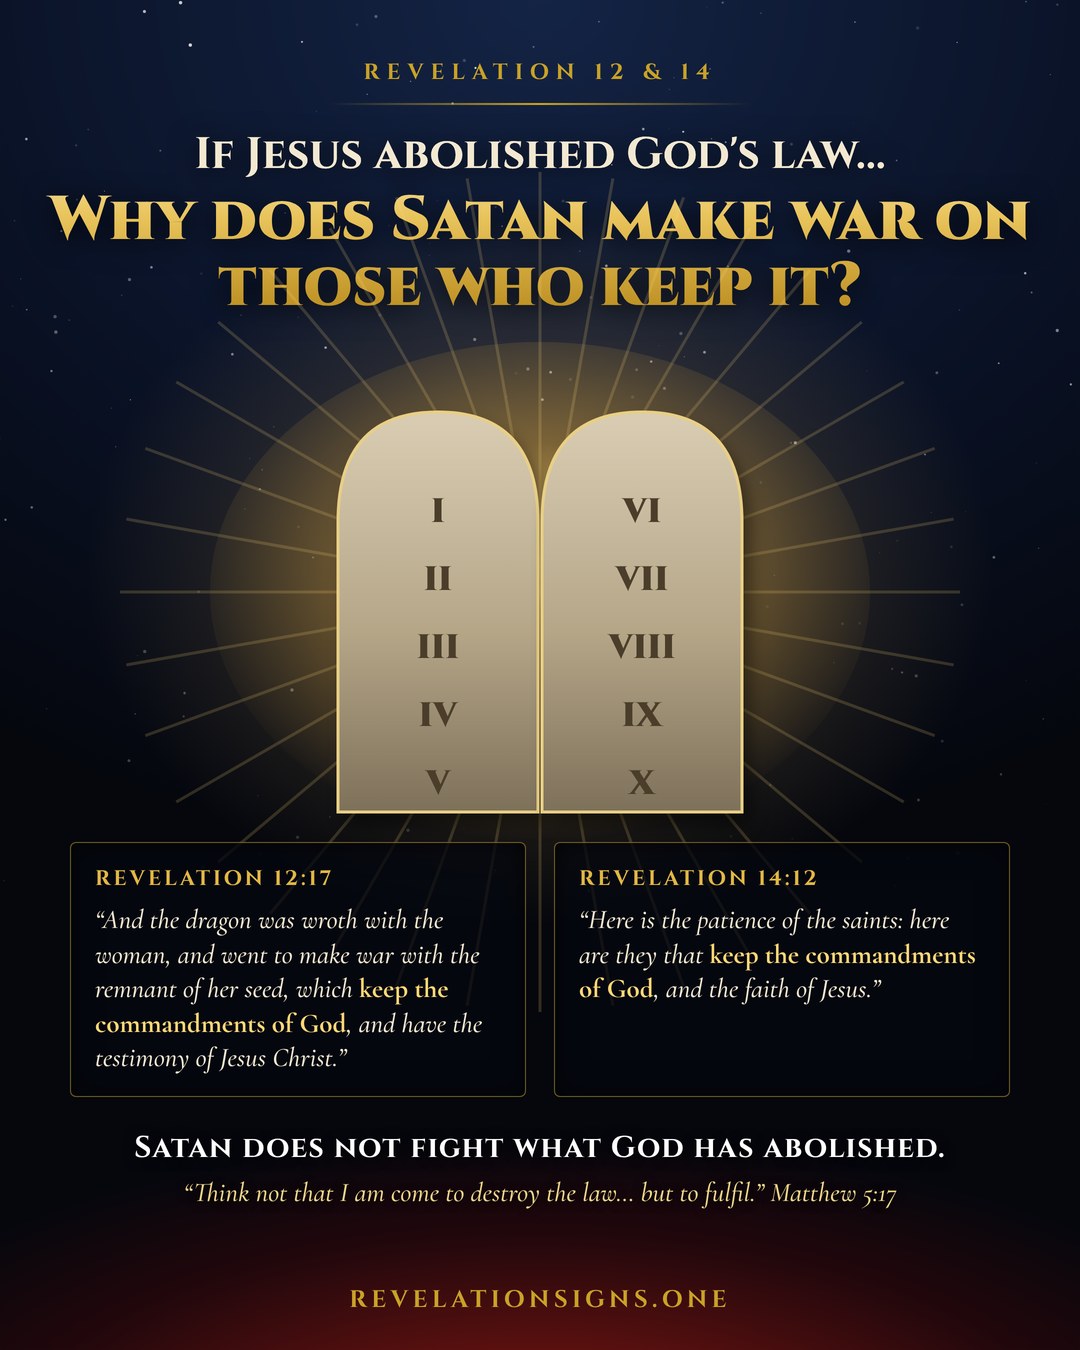 REVELATION 12 & 14
If Jesus abolished God's law...
Why does Satan make war on
those who keep it?
I
II
III
IV
V
VI
VII
VIII
IX
X
REVELATION 12:17
“And the dragon was wroth with the
woman, and went to make war with the
remnant of her seed, which keep the
commandments of God, and have the
testimony of Jesus Christ.”
REVELATION 14:12
“Here is the patience of the saints: here
are they that keep the commandments
of God, and the faith of Jesus.”
Satan does not fight what God has abolished.
“Think not that I am come to destroy the law... but to fulfil.” Matthew 5:17
REVELATIONSIGNS.ONE